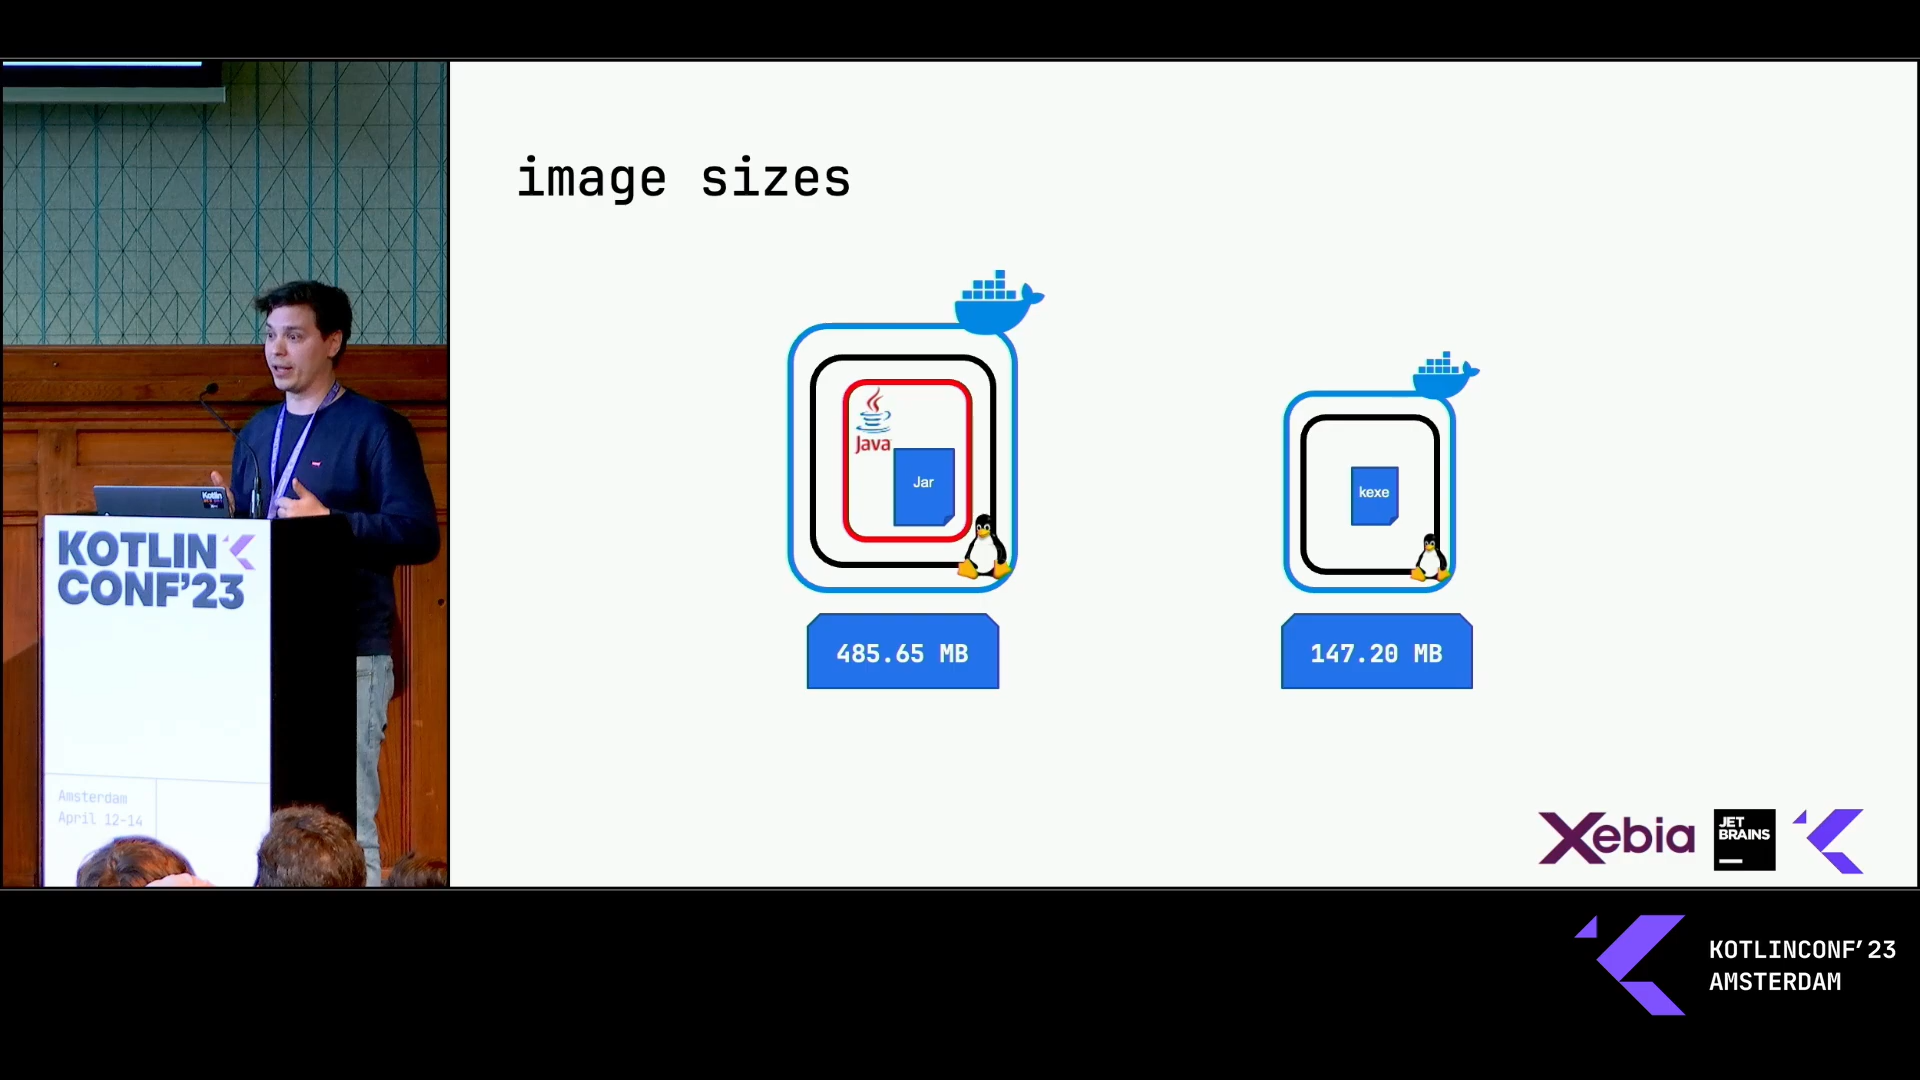 image sizes
Java
Jar
kexe
485.65 MB
147.20 MB
Xebia
JET
BRAINS
Kotlin
KOTLIN
CONF'23
Amsterdam
April 12-14
KOTLINCONF'23
AMSTERDAM